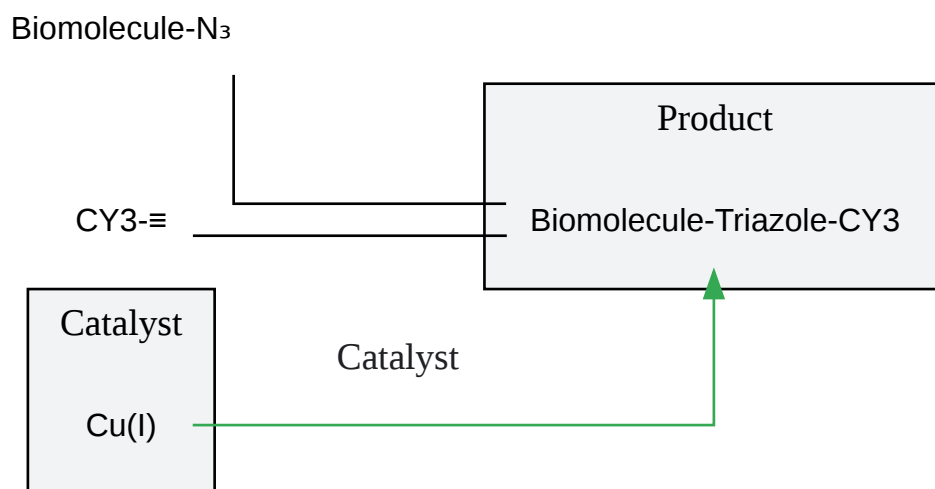 Biomolecule-N₃
Product
CY3-≡
Biomolecule-Triazole-CY3
Catalyst
Catalyst
Cu(I)